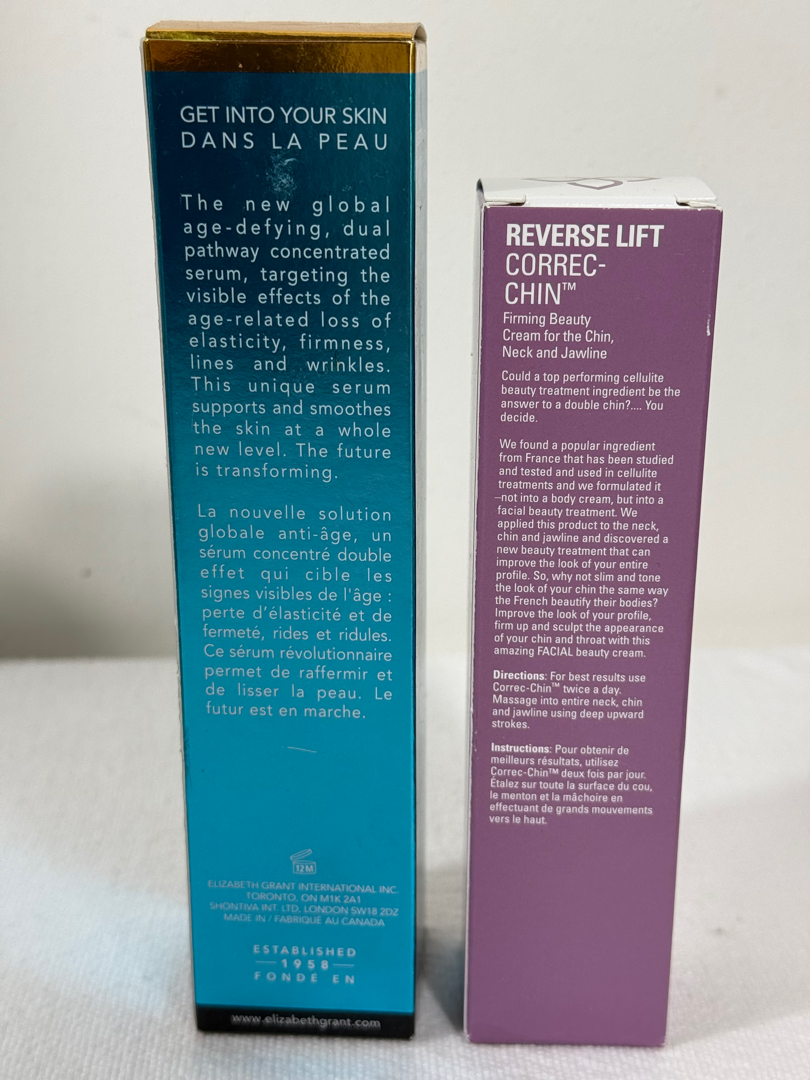 GET INTO YOUR SKIN
DANS LA PEAU
The new global
age-defying, dual
pathway concentrated
serum, targeting the
visible effects of the
age-related loss of
elasticity, firmness,
lines and wrinkles.
This unique serum
supports and smoothes
the skin at a whole
new level. The future
is transforming.
La nouvelle solution
globale anti-âge, un
sérum concentré double
effet qui cible les
signes visibles de l'âge :
perte d'élasticité et de
fermeté, rides et ridules.
Ce sérum révolutionnaire
permet de raffermir et
de lisser la peau. Le
futur est en marche.
12M
ELIZABETH GRANT INTERNATIONAL INC.
TORONTO, ON M1K 2A1
SHONTIVA INT. LTD, LONDON SW18 2DZ
MADE IN / FABRIQUÉ AU CANADA
ESTABLISHED
1958
FONDÉ EN
www.elizabethgrant.com
REVERSE LIFT
CORREC-
CHIN™
Firming Beauty
Cream for the Chin,
Neck and Jawline
Could a top performing cellulite
beauty treatment ingredient be the
answer to a double chin?.... You
decide.
We found a popular ingredient
from France that has been studied
and tested and used in cellulite
treatments and we formulated it
–not into a body cream, but into a
facial beauty treatment. We
applied this product to the neck,
chin and jawline and discovered a
new beauty treatment that can
improve the look of your entire
profile. So, why not slim and tone
the look of your chin the same way
the French beautify their bodies?
Improve the look of your profile,
firm up and sculpt the appearance
of your chin and throat with this
amazing FACIAL beauty cream.
Directions: For best results use
Correc-Chin™ twice a day.
Massage into entire neck, chin
and jawline using deep upward
strokes.
Instructions: Pour obtenir de
meilleurs résultats, utilisez
Correc-Chin™ deux fois par jour.
Étalez sur toute la surface du cou,
le menton et la mâchoire en
effectuant de grands mouvements
vers le haut.